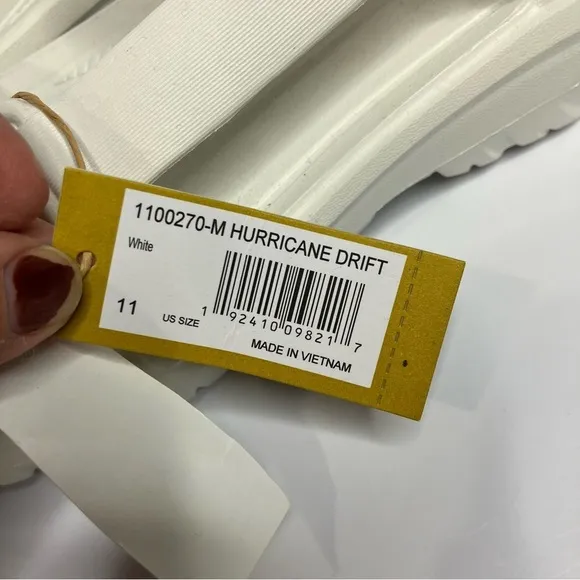 1100270-M HURRICANE DRIFT
White
11 US SIZE
1 92410 09821 7
MADE IN VIETNAM